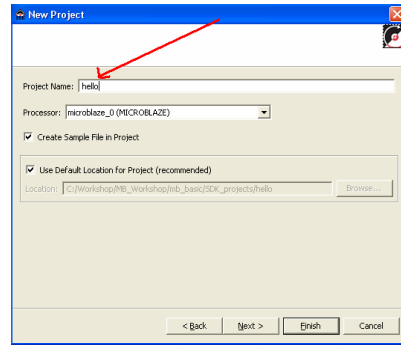 New Project
Project Name: hello
Processor: microblaze_0 (MICROBLAZE)
Create Sample File in Project
Use Default Location for Project (recommended)
Location: C:/Workshop/MB_Workshop/mb_basic/SDK_projects/hello Browse...
< Back Next > Finish Cancel